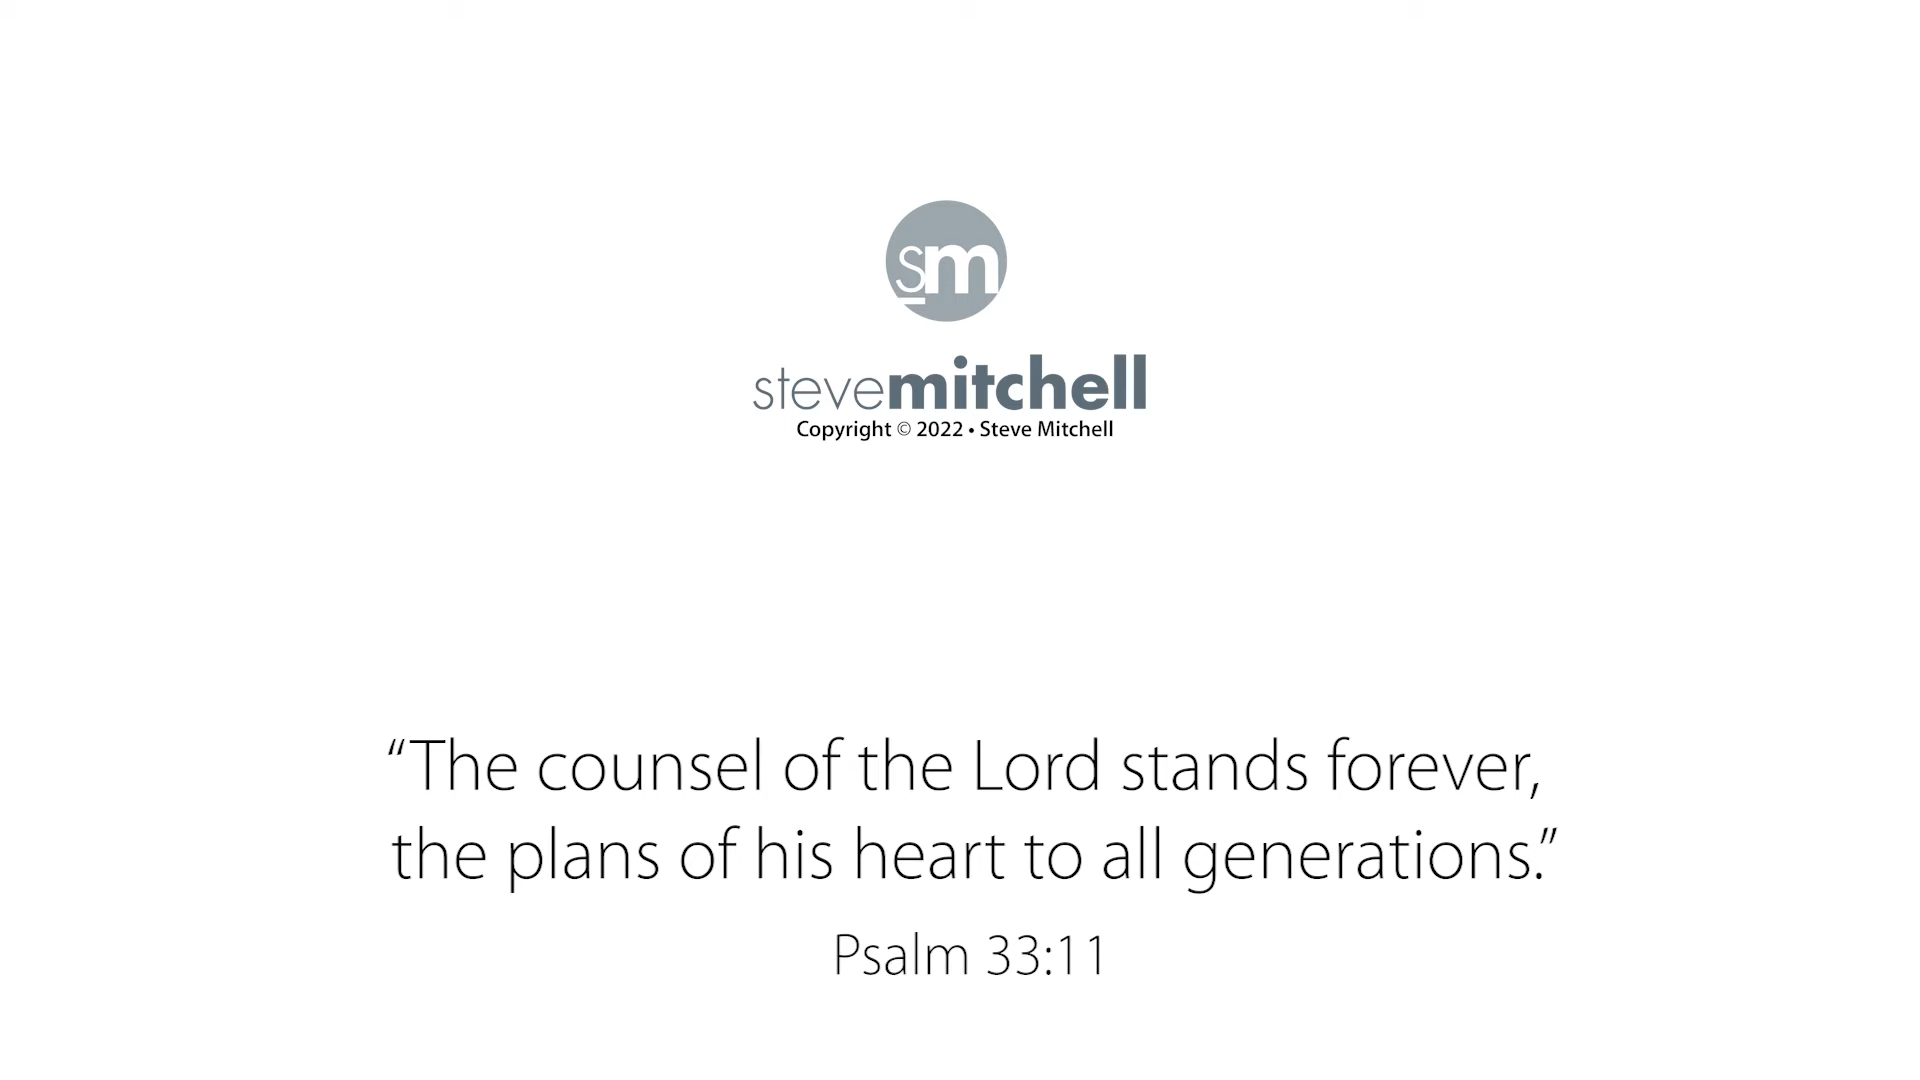 sm
stevemitchell
Copyright © 2022 • Steve Mitchell
“The counsel of the Lord stands forever,
the plans of his heart to all generations.”
Psalm 33:11